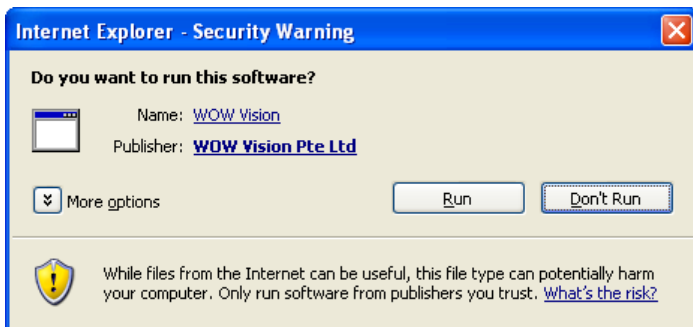 Internet Explorer - Security Warning
Do you want to run this software?
Name: WOW Vision
Publisher: WOW Vision Pte Ltd
More options
Run
Don't Run
While files from the Internet can be useful, this file type can potentially harm
your computer. Only run software from publishers you trust. What's the risk?